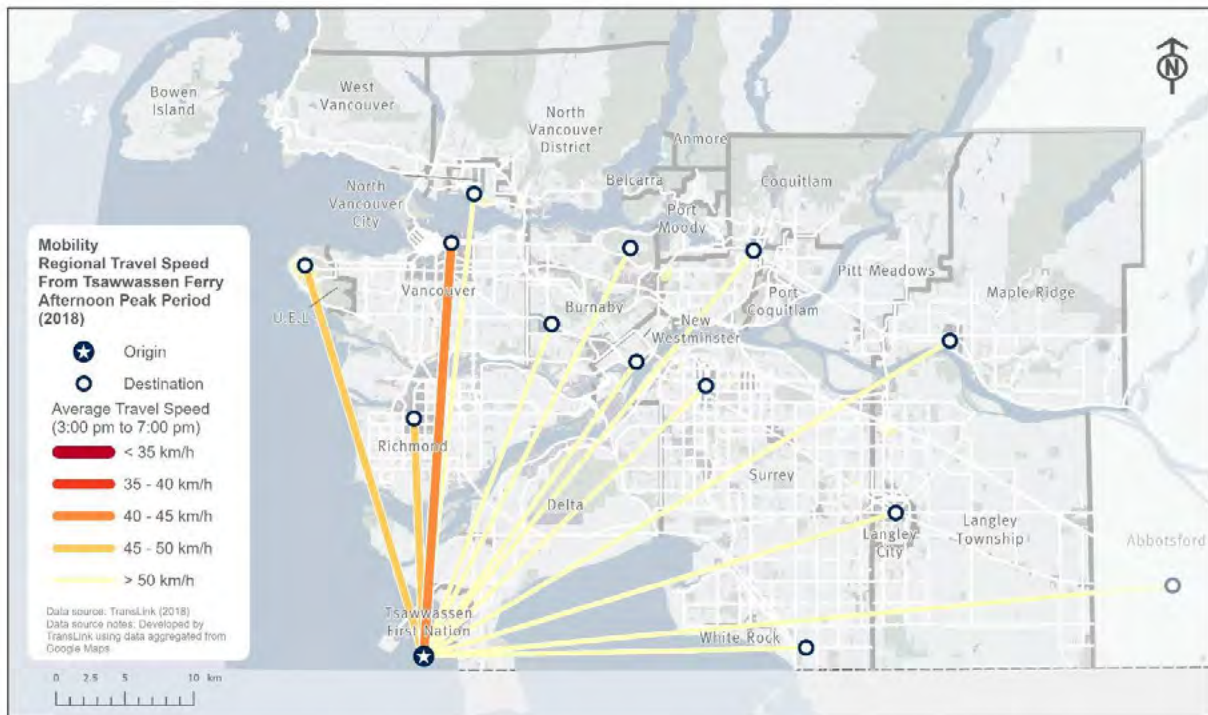 Bowen
Island
West
Vancouver
North
Vancouver
District
N
Anmore
Belcarra
Coquitlam
North
Vancouver
City
Port
Moody
Pitt Meadows
Maple Ridge
Vancouver
Burnaby
Port
Coquitlam
U.E.L
New
Westminster
Richmond
Surrey
Delta
Langley
City
Langley
Township
Abbotsford
Tsawwassen
First Nation
White Rock
Mobility
Regional Travel Speed
From Tsawwassen Ferry
Afternoon Peak Period
(2018)
Origin
Destination
Average Travel Speed
(3:00 pm to 7:00 pm)
< 35 km/h
35 - 40 km/h
40 - 45 km/h
45 - 50 km/h
> 50 km/h
Data source: TransLink (2018)
Data source notes: Developed by
TransLink using data aggregated from
Google Maps
0 2.5 5 10 km